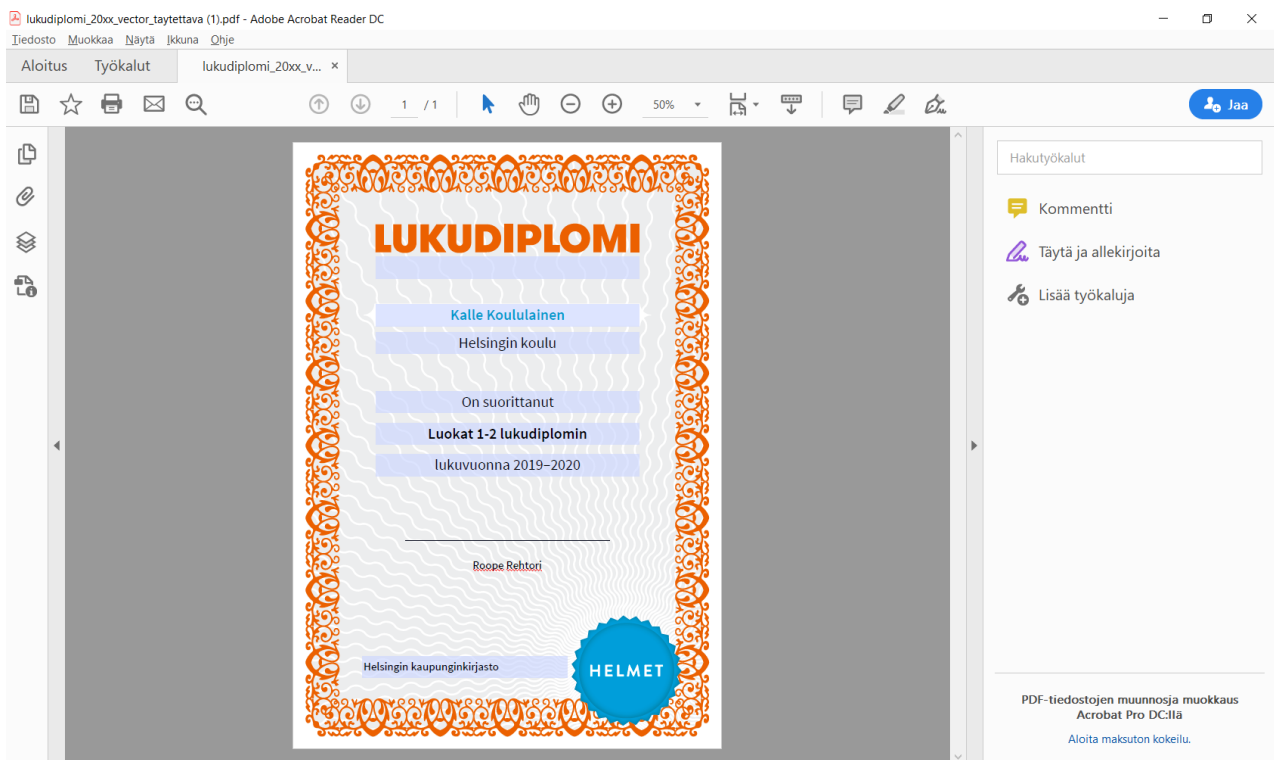 lukudiplomi_20xx_vector_taytettava (1).pdf - Adobe Acrobat Reader DC
Tiedosto Muokkaa Näytä Ikkuna Ohje
Aloitus Työkalut lukudiplomi_20xx_v... ×
1 / 1 50% Jaa
Hakutyökalut
Kommentti
Täytä ja allekirjoita
Lisää työkaluja
LUKUDIPLOMI
Kalle Koululainen
Helsingin koulu
On suorittanut
Luokat 1-2 lukudiplomin
lukuvuonna 2019–2020
Roope Rehtori
Helsingin kaupunginkirjasto
HELMET
PDF-tiedostojen muunnosja muokkaus
Acrobat Pro DC:llä
Aloita maksuton kokeilu.